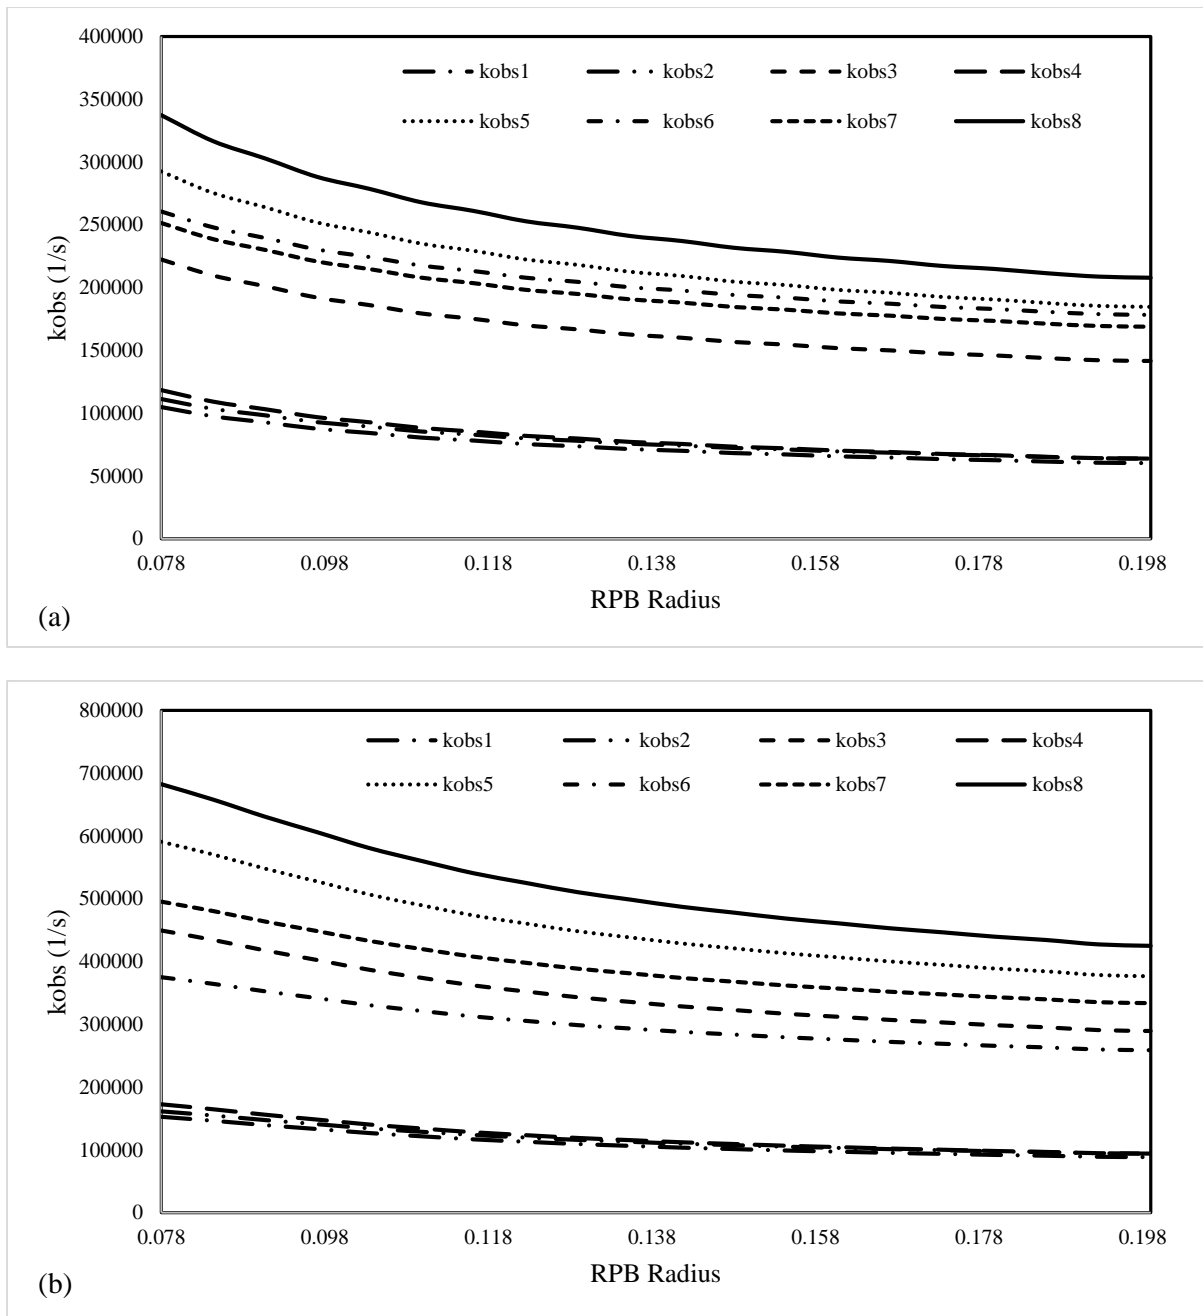 400000
350000
300000
250000
200000
150000
100000
50000
0
kobs (1/s)
kobs1 kobs2 kobs3 kobs4
kobs5 kobs6 kobs7 kobs8
0.078 0.098 0.118 0.138 0.158 0.178 0.198
RPB Radius
(a)
800000
700000
600000
500000
400000
300000
200000
100000
0
kobs (1/s)
kobs1 kobs2 kobs3 kobs4
kobs5 kobs6 kobs7 kobs8
0.078 0.098 0.118 0.138 0.158 0.178 0.198
RPB Radius
(b)